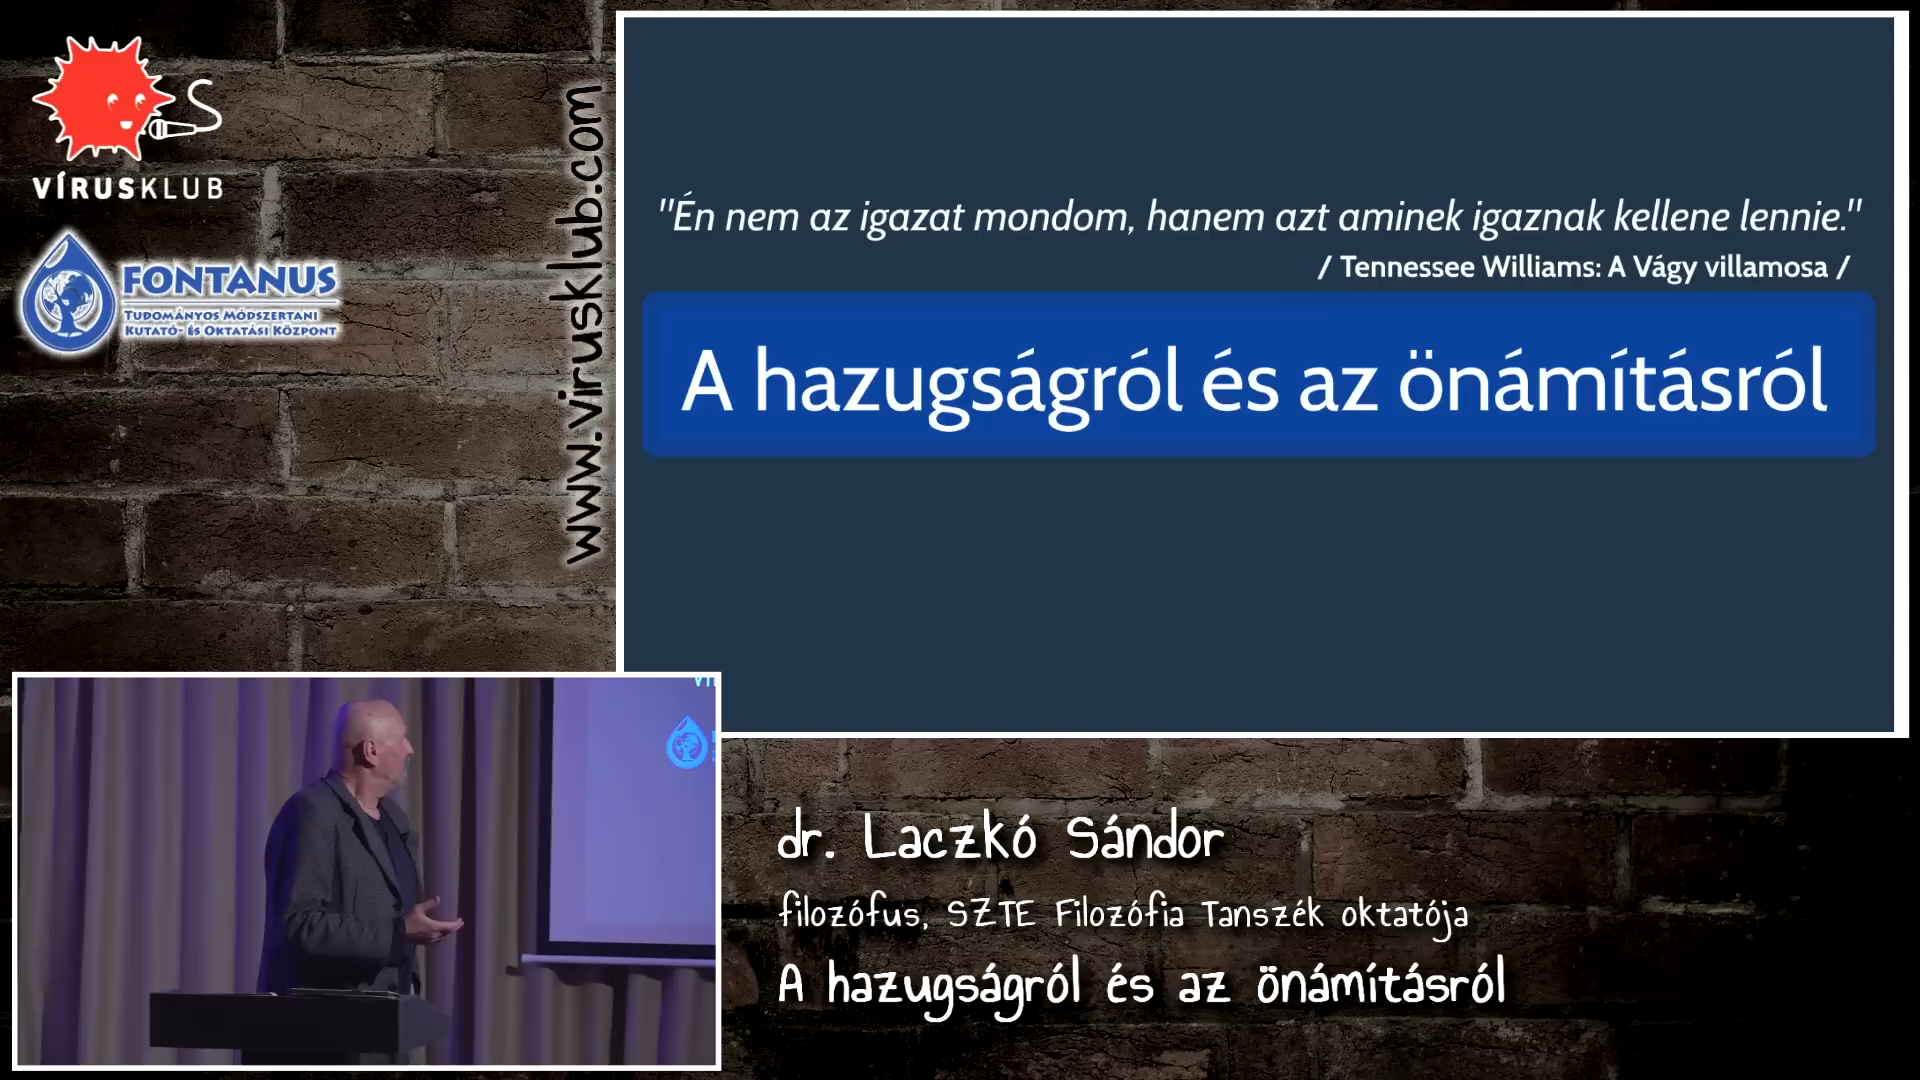 VÍRUSKLUB
FONTANUS
TUDOMÁNYOS MÓDSZERTANI
KUTATÓ- ÉS OKTATÁSI KÖZPONT
www.virusklub.com
"Én nem az igazat mondom, hanem azt aminek igaznak kellene lennie."
/ Tennessee Williams: A Vágy villamosa /
A hazugságról és az önámításról
dr. Laczkó Sándor
filozófus, SZTE Filozófia Tanszék oktatója
A hazugságról és az önámításról